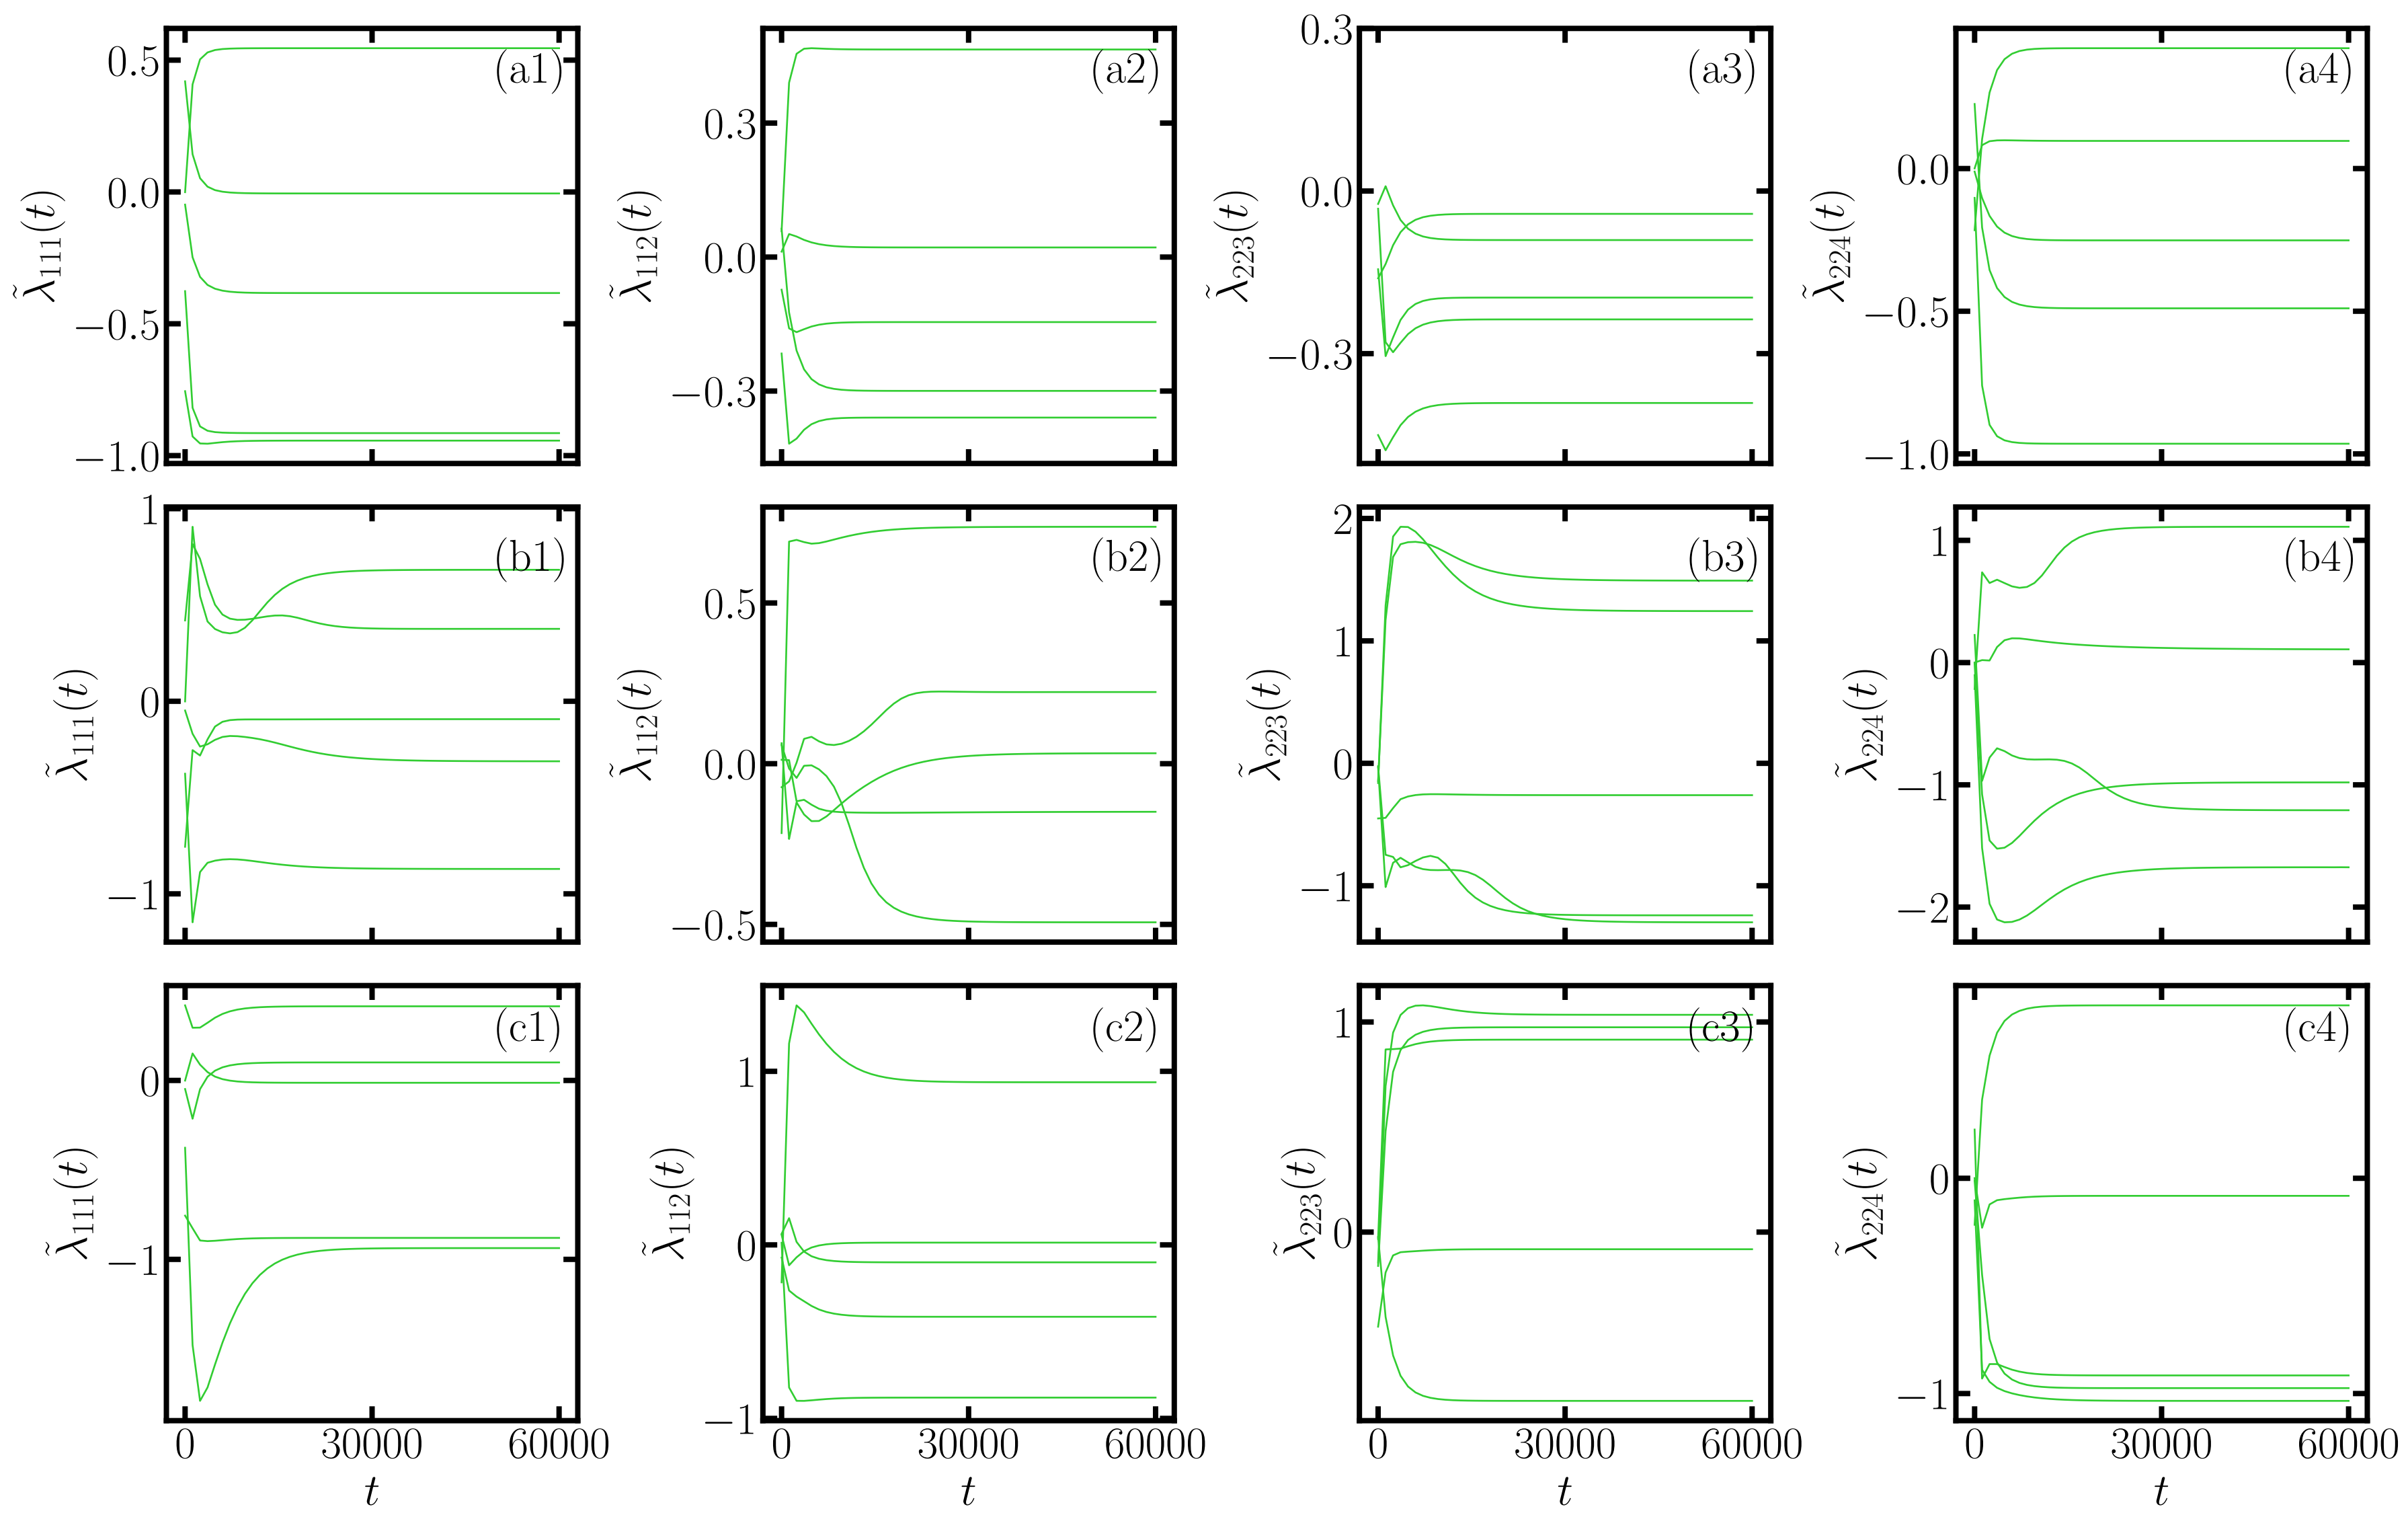 (a1)
0.5
0.0
−0.5
−1.0
λ̃₁₁₁(t)
(a2)
0.3
0.0
−0.3
λ̃₁₁₂(t)
(a3)
0.3
0.0
−0.3
λ̃₂₂₃(t)
(a4)
0.0
−0.5
−1.0
λ̃₂₂₄(t)
(b1)
1
0
−1
λ̃₁₁₁(t)
(b2)
0.5
0.0
−0.5
λ̃₁₁₂(t)
(b3)
2
1
0
−1
λ̃₂₂₃(t)
(b4)
1
0
−1
−2
λ̃₂₂₄(t)
(c1)
0
−1
λ̃₁₁₁(t)
0 30000 60000
t
(c2)
1
0
−1
λ̃₁₁₂(t)
0 30000 60000
t
(c3)
1
0
λ̃₂₂₃(t)
0 30000 60000
t
(c4)
0
−1
λ̃₂₂₄(t)
0 30000 60000
t